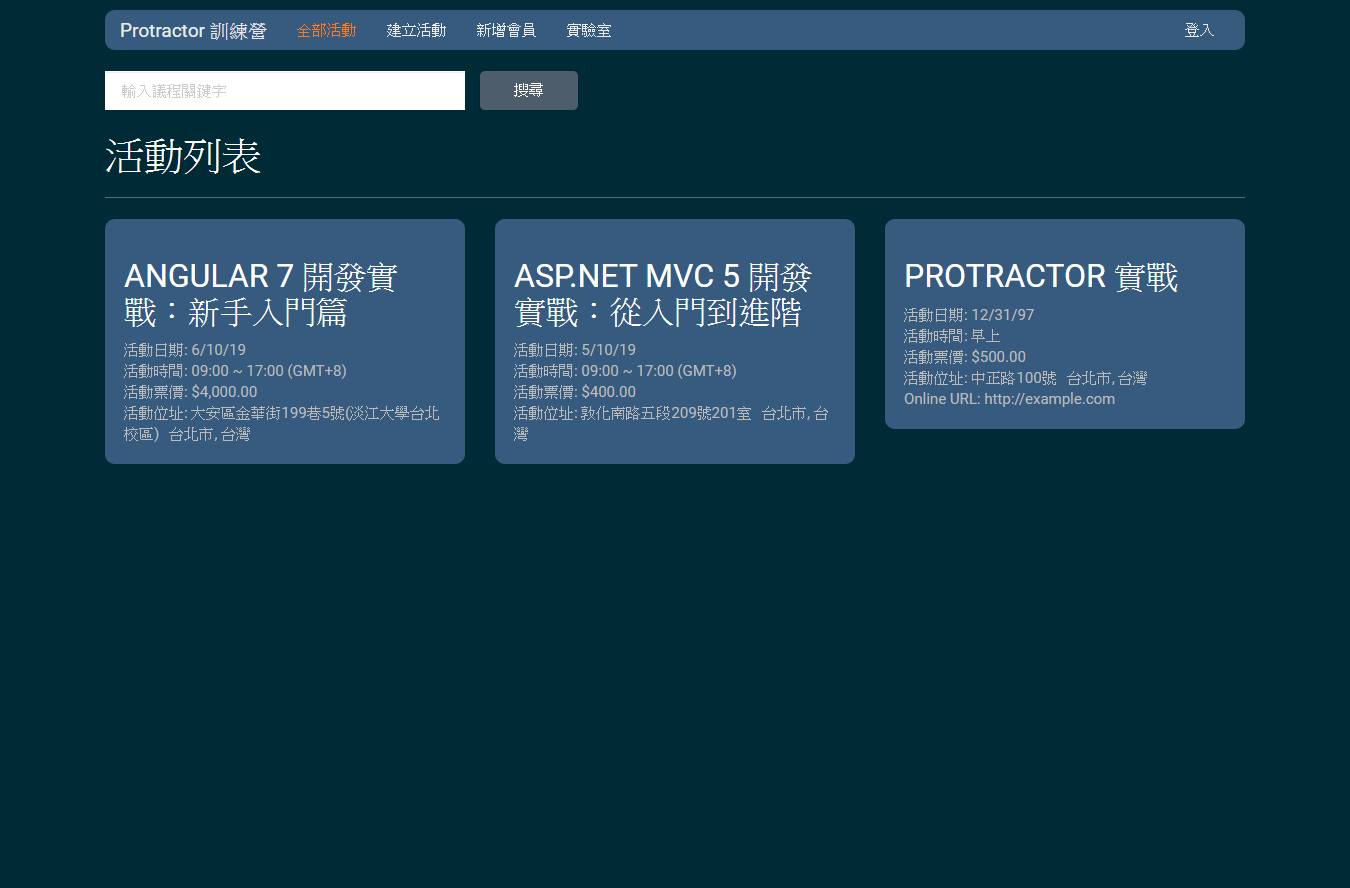 Protractor 訓練營 全部活動 建立活動 新增會員 實驗室 登入
輸入議程關鍵字 搜尋
活動列表
ANGULAR 7 開發實
戰：新手入門篇
活動日期: 6/10/19
活動時間: 09:00 ~ 17:00 (GMT+8)
活動票價: $4,000.00
活動位址: 大安區金華街199巷5號(淡江大學台北
校區) 台北市, 台灣
ASP.NET MVC 5 開發
實戰：從入門到進階
活動日期: 5/10/19
活動時間: 09:00 ~ 17:00 (GMT+8)
活動票價: $400.00
活動位址: 敦化南路五段209號201室 台北市, 台
灣
PROTRACTOR 實戰
活動日期: 12/31/97
活動時間: 早上
活動票價: $500.00
活動位址: 中正路100號 台北市, 台灣
Online URL: http://example.com